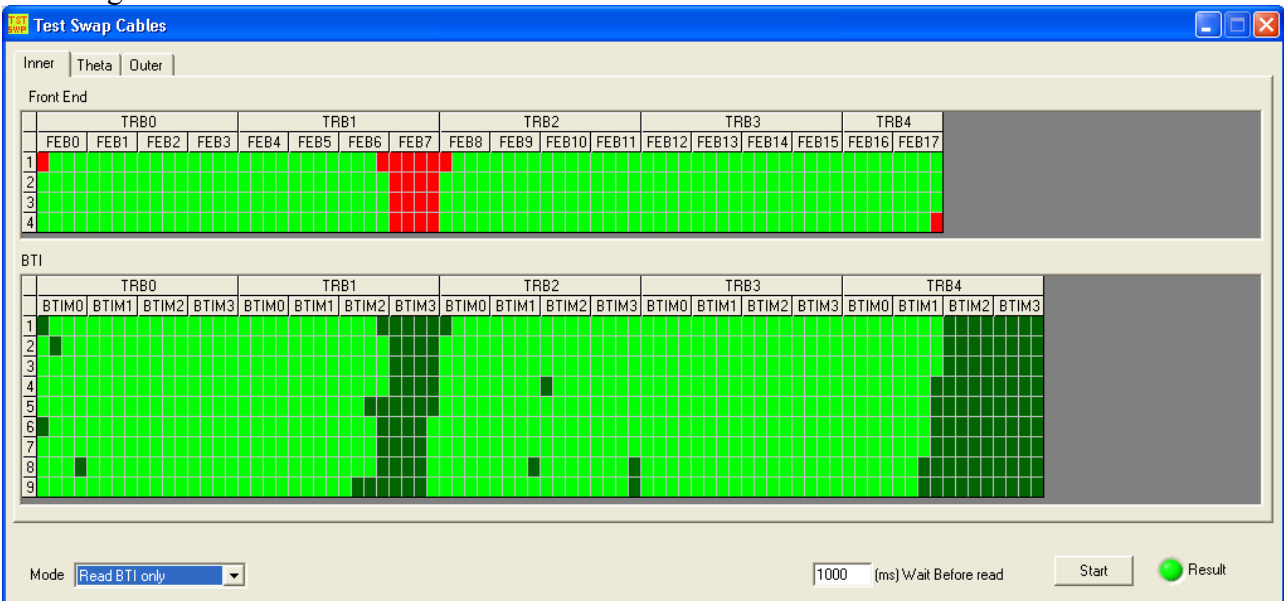 TST SWP Test Swap Cables
Inner Theta Outer
Front End
TRB0 TRB1 TRB2 TRB3 TRB4
FEB0 FEB1 FEB2 FEB3 FEB4 FEB5 FEB6 FEB7 FEB8 FEB9 FEB10 FEB11 FEB12 FEB13 FEB14 FEB15 FEB16 FEB17
1
2
3
4
BTI
TRB0 TRB1 TRB2 TRB3 TRB4
BTIM0 BTIM1 BTIM2 BTIM3 BTIM0 BTIM1 BTIM2 BTIM3 BTIM0 BTIM1 BTIM2 BTIM3 BTIM0 BTIM1 BTIM2 BTIM3 BTIM0 BTIM1 BTIM2 BTIM3
1
2
3
4
5
6
7
8
9
Mode Read BTI only 1000 (ms) Wait Before read Start Result